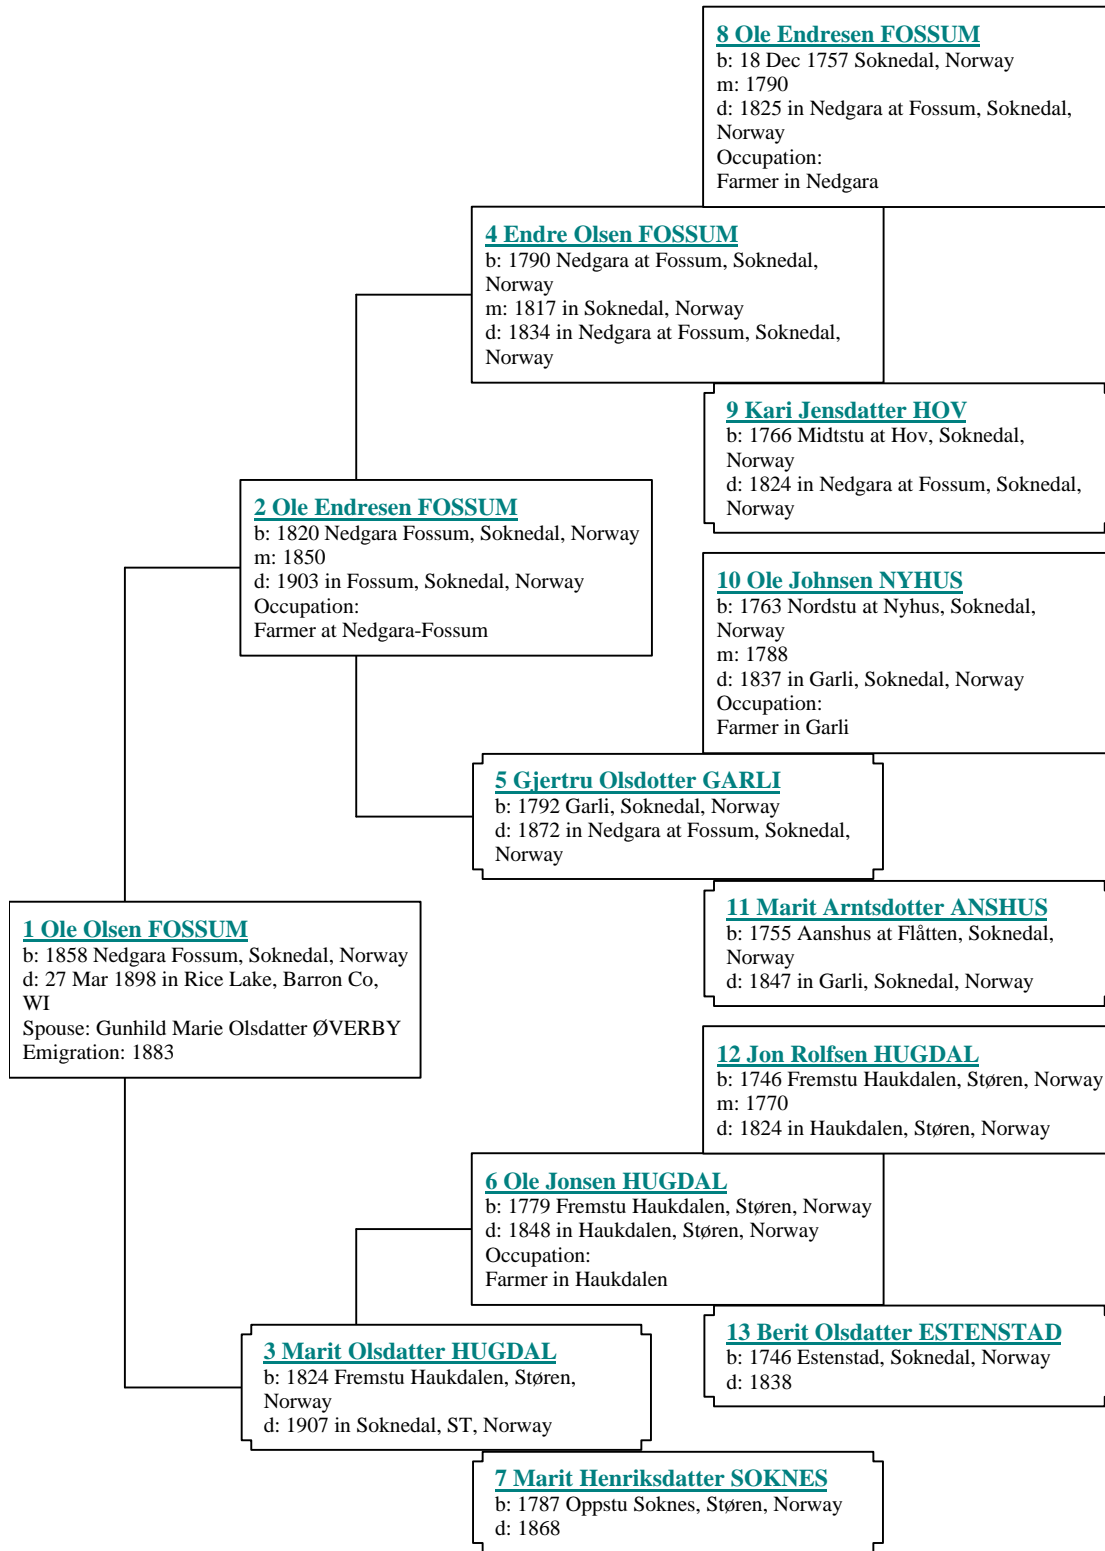 8 Ole Endresen FOSSUM
b: 18 Dec 1757 Soknedal, Norway
m: 1790
d: 1825 in Nedgara at Fossum, Soknedal,
Norway
Occupation:
Farmer in Nedgara
4 Endre Olsen FOSSUM
b: 1790 Nedgara at Fossum, Soknedal,
Norway
m: 1817 in Soknedal, Norway
d: 1834 in Nedgara at Fossum, Soknedal,
Norway
9 Kari Jensdatter HOV
b: 1766 Midtstu at Hov, Soknedal,
Norway
d: 1824 in Nedgara at Fossum, Soknedal,
Norway
2 Ole Endresen FOSSUM
b: 1820 Nedgara Fossum, Soknedal, Norway
m: 1850
d: 1903 in Fossum, Soknedal, Norway
Occupation:
Farmer at Nedgara-Fossum
10 Ole Johnsen NYHUS
b: 1763 Nordstu at Nyhus, Soknedal,
Norway
m: 1788
d: 1837 in Garli, Soknedal, Norway
Occupation:
Farmer in Garli
5 Gjertru Olsdotter GARLI
b: 1792 Garli, Soknedal, Norway
d: 1872 in Nedgara at Fossum, Soknedal,
Norway
11 Marit Arntsdotter ANSHUS
b: 1755 Aanshus at Flåtten, Soknedal,
Norway
d: 1847 in Garli, Soknedal, Norway
1 Ole Olsen FOSSUM
b: 1858 Nedgara Fossum, Soknedal, Norway
d: 27 Mar 1898 in Rice Lake, Barron Co,
WI
Spouse: Gunhild Marie Olsdatter ØVERBY
Emigration: 1883
12 Jon Rolfsen HUGDAL
b: 1746 Fremstu Haukdalen, Støren, Norway
m: 1770
d: 1824 in Haukdalen, Støren, Norway
6 Ole Jonsen HUGDAL
b: 1779 Fremstu Haukdalen, Støren, Norway
d: 1848 in Haukdalen, Støren, Norway
Occupation:
Farmer in Haukdalen
13 Berit Olsdatter ESTENSTAD
b: 1746 Estenstad, Soknedal, Norway
d: 1838
3 Marit Olsdatter HUGDAL
b: 1824 Fremstu Haukdalen, Støren,
Norway
d: 1907 in Soknedal, ST, Norway
7 Marit Henriksdatter SOKNES
b: 1787 Oppstu Soknes, Støren, Norway
d: 1868